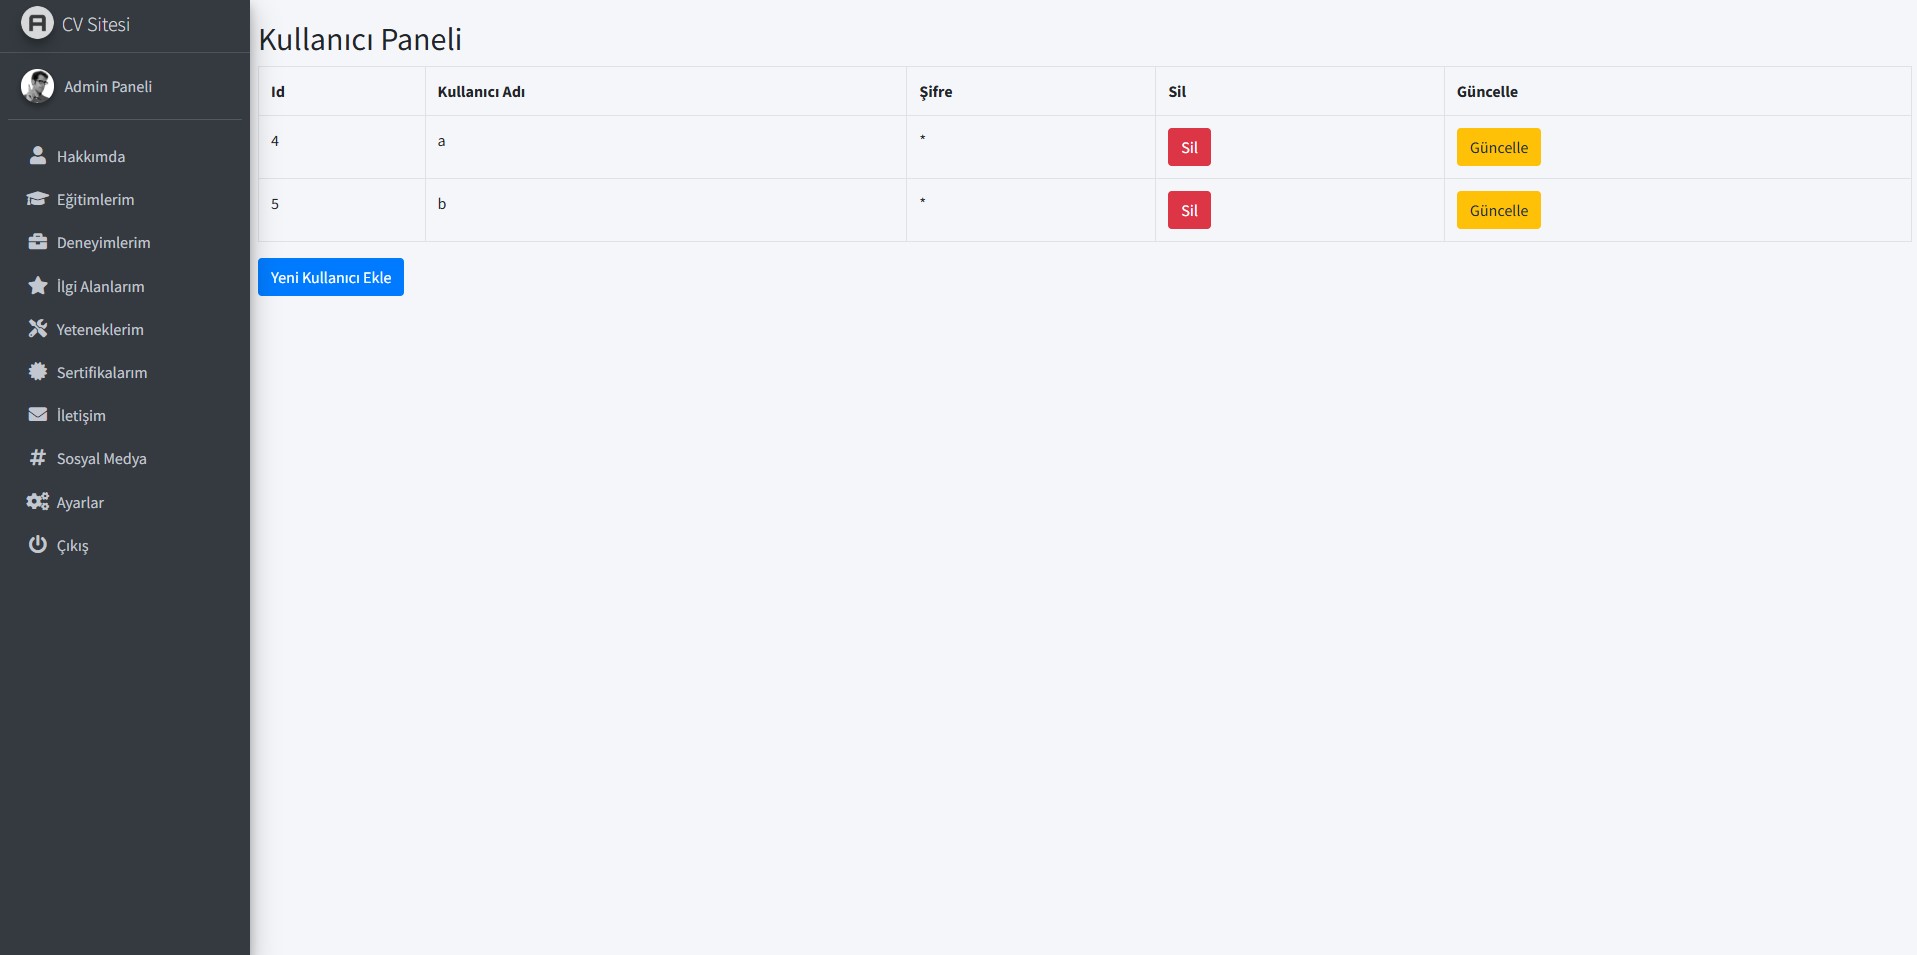 CV Sitesi
Admin Paneli
Hakkımda
Eğitimlerim
Deneyimlerim
İlgi Alanlarım
Yeteneklerim
Sertifikalarım
İletişim
Sosyal Medya
Ayarlar
Çıkış
Kullanıcı Paneli
Id Kullanıcı Adı Şifre Sil Güncelle
4 a * Sil Güncelle
5 b * Sil Güncelle
Yeni Kullanıcı Ekle